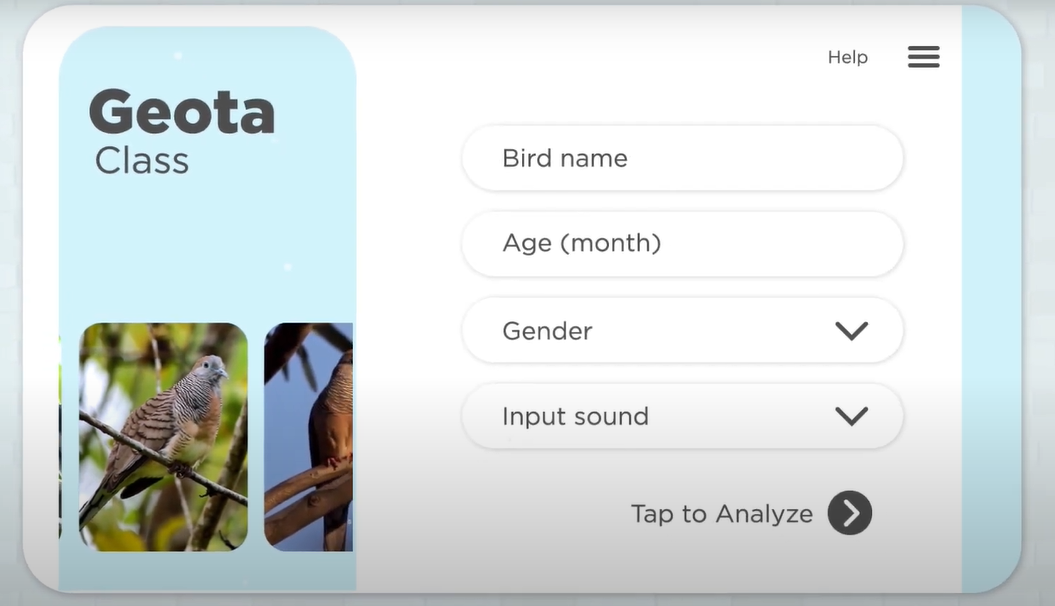 Geota
Class
Help
Bird name
Age (month)
Gender
Input sound
Tap to Analyze